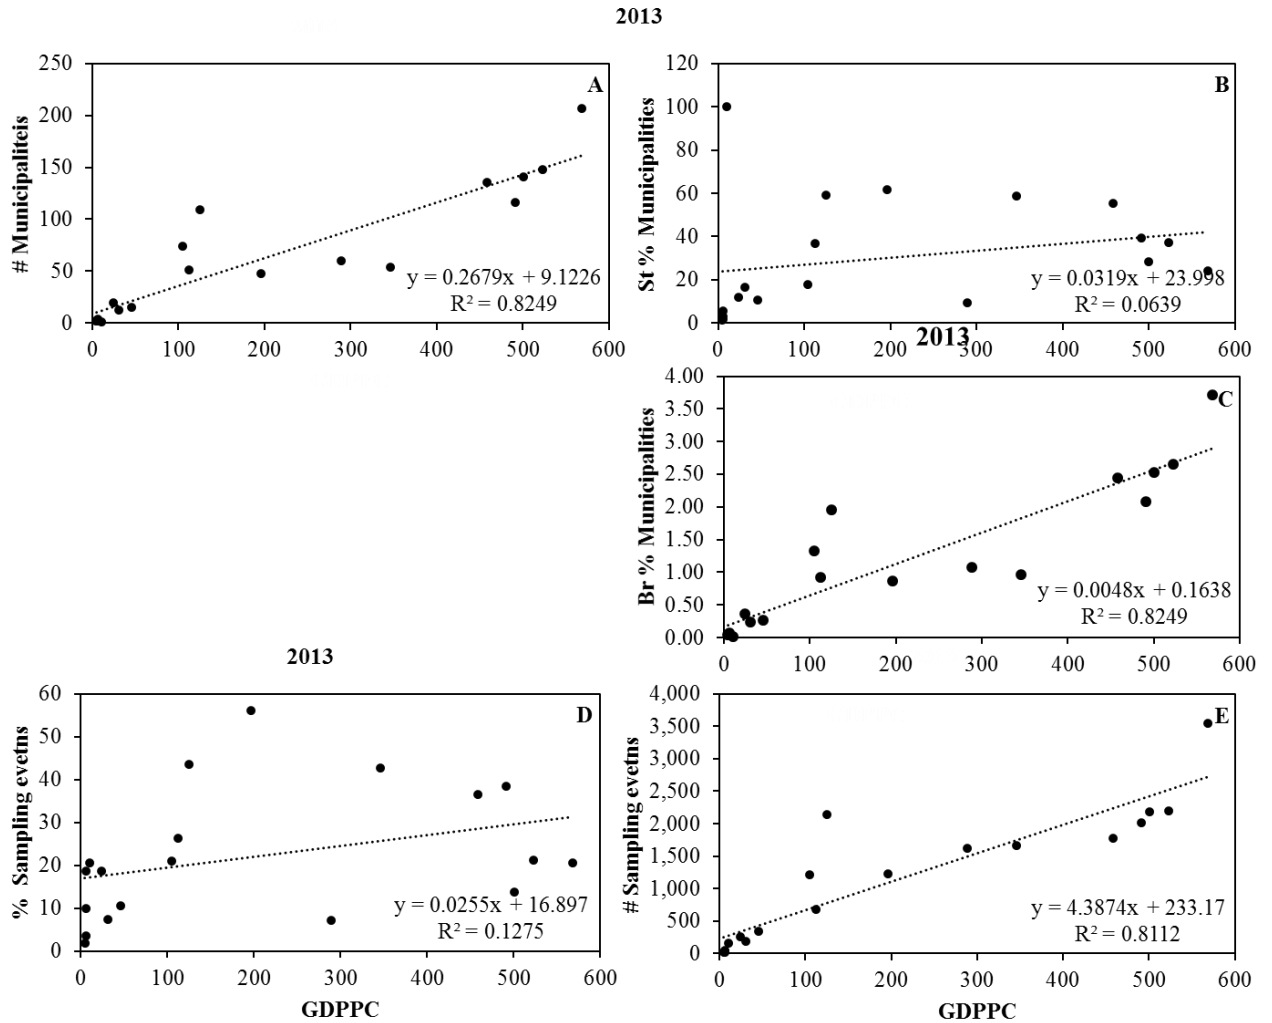 2013
250
200
150
100
50
0
# Municipaliteis
A
y = 0.2679x + 9.1226
R² = 0.8249
0 100 200 300 400 500 600
120
100
80
60
40
20
0
St % Municipalities
B
y = 0.0319x + 23.998
R² = 0.0639
0 100 200 300 400 500 600
2013
4.00
3.50
3.00
2.50
2.00
1.50
1.00
0.50
0.00
Br % Municipalities
C
y = 0.0048x + 0.1638
R² = 0.8249
0 100 200 300 400 500 600
2013
60
50
40
30
20
10
0
% Sampling evetns
D
y = 0.0255x + 16.897
R² = 0.1275
0 100 200 300 400 500 600
GDPPC
4,000
3,500
3,000
2,500
2,000
1,500
1,000
500
0
# Sampling evetns
E
y = 4.3874x + 233.17
R² = 0.8112
0 100 200 300 400 500 600
GDPPC